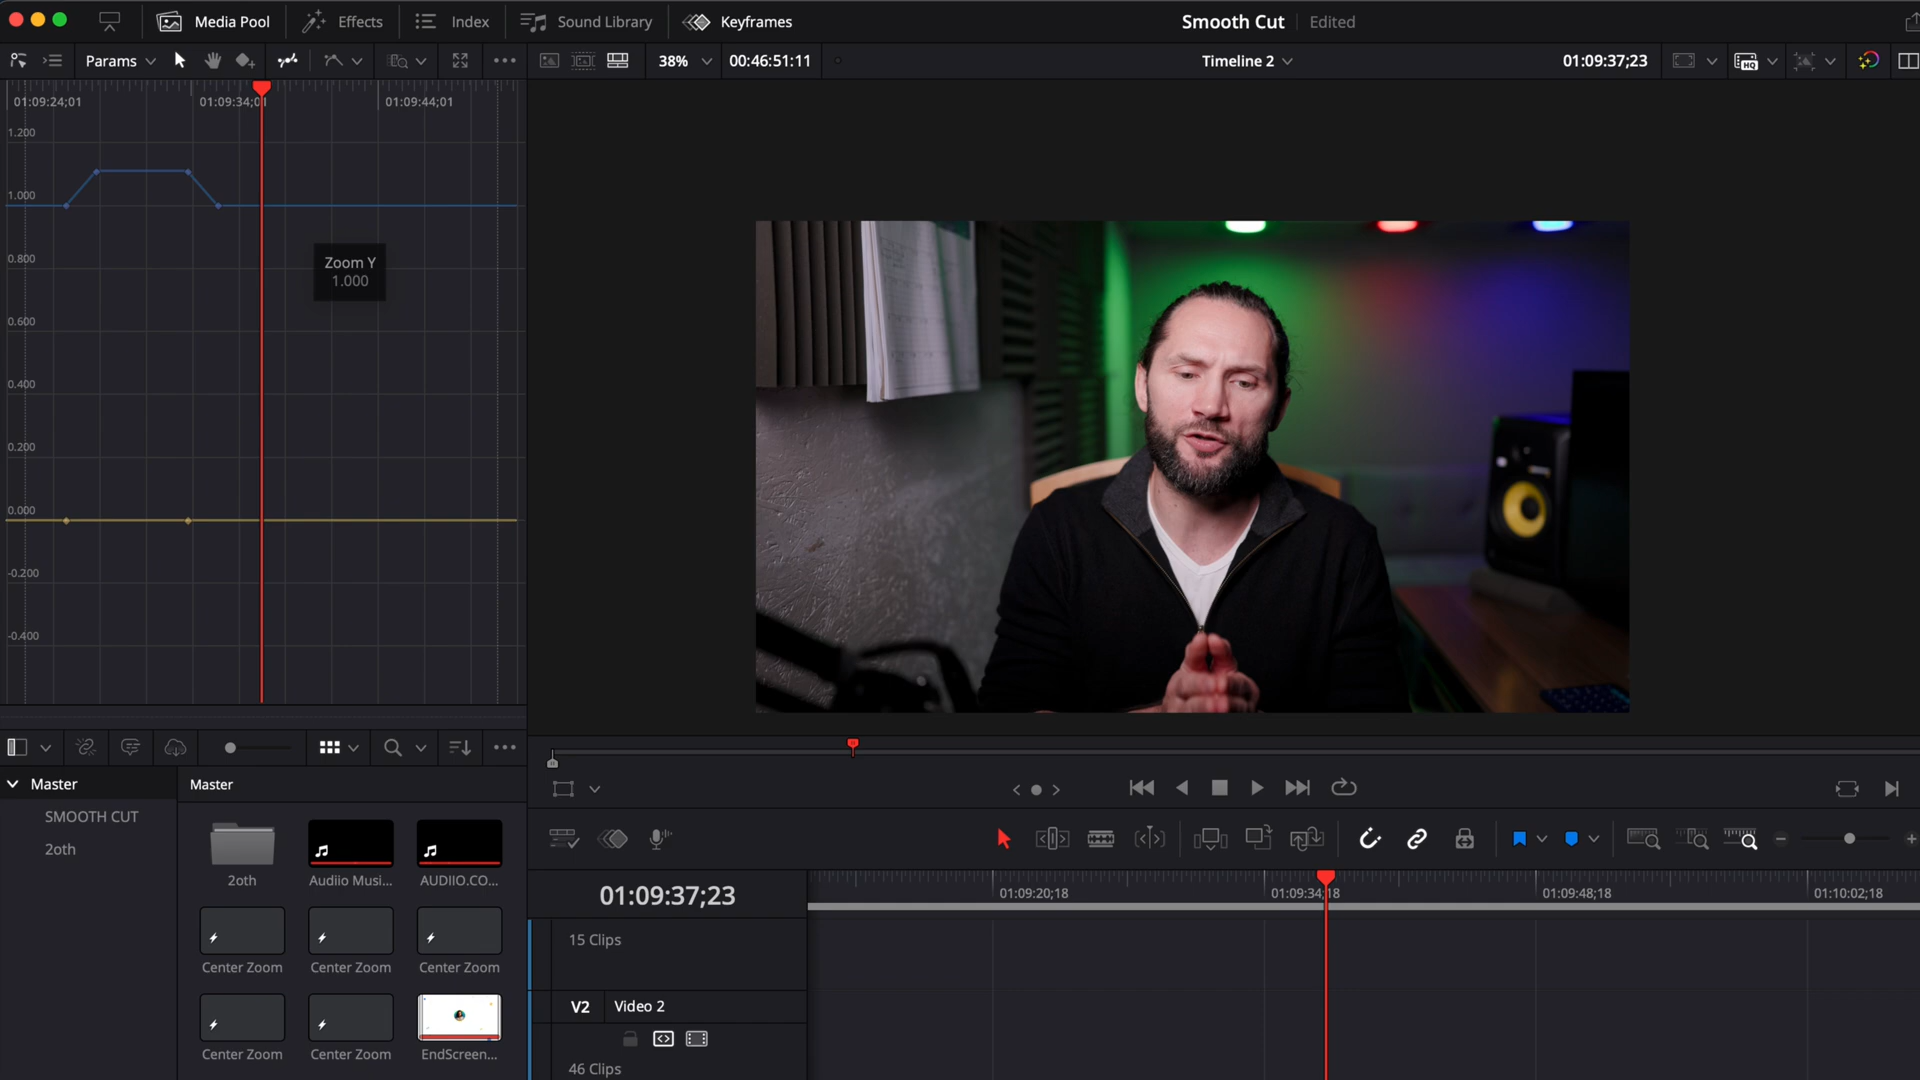 Media Pool
Effects
Index
Sound Library
Keyframes
Smooth Cut
Edited
Params
38%
00:46:51:11
Timeline 2
01:09:37;23
HQ
01:09:24;01
01:09:34;01
01:09:44;01
1.200
1.000
0.800
0.600
0.400
0.200
0.000
-0.200
-0.400
Zoom Y
1.000
Master
SMOOTH CUT
2oth
Master
2oth
Audiio Musi...
AUDIIO.CO...
Center Zoom
Center Zoom
Center Zoom
Center Zoom
Center Zoom
EndScreen...
01:09:37;23
01:09:20;18
01:09:34;18
01:09:48;18
01:10:02;18
15 Clips
V2
Video 2
46 Clips